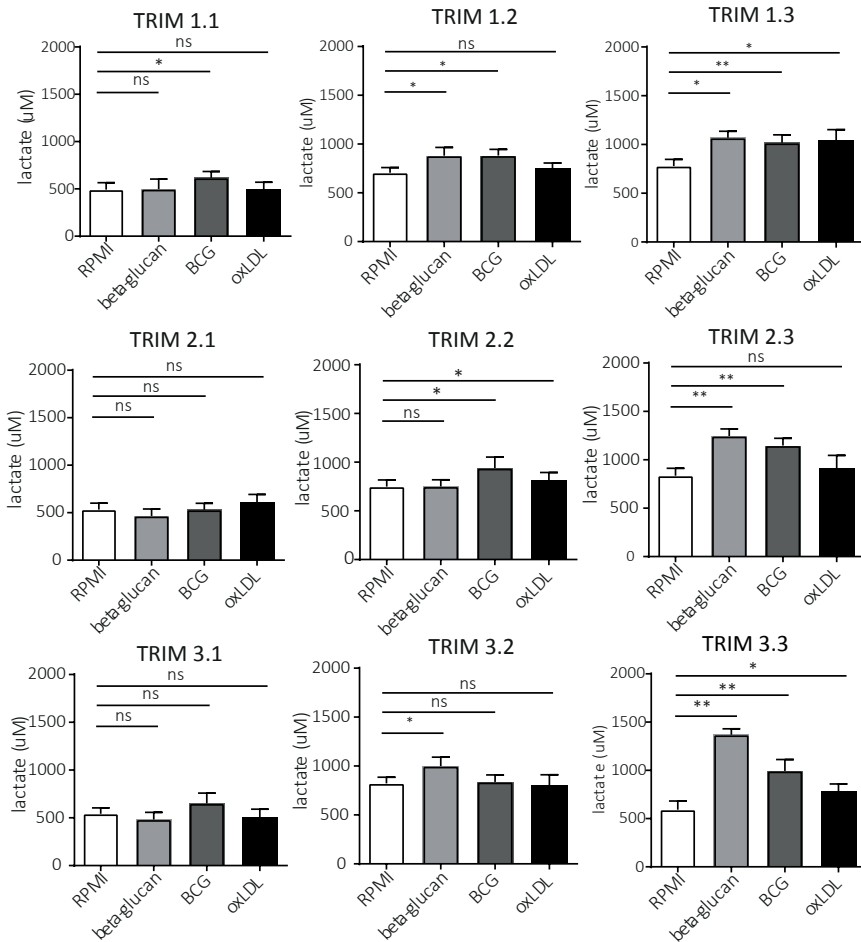 TRIM 1.1
2000
1500
1000
500
0
lactate (uM)
ns
*
ns
RPMI
beta-glucan
BCG
oxLDL
TRIM 1.2
2000
1500
1000
500
0
lactate (uM)
ns
*
*
RPMI
beta-glucan
BCG
oxLDL
TRIM 1.3
2000
1500
1000
500
0
lactate (uM)
*
**
*
RPMI
beta-glucan
BCG
oxLDL
TRIM 2.1
2000
1500
1000
500
0
lactate (uM)
ns
ns
ns
RPMI
beta-glucan
BCG
oxLDL
TRIM 2.2
2000
1500
1000
500
0
lactate (uM)
*
*
ns
RPMI
beta-glucan
BCG
oxLDL
TRIM 2.3
2000
1500
1000
500
0
lactate (uM)
ns
**
**
RPMI
beta-glucan
BCG
oxLDL
TRIM 3.1
2000
1500
1000
500
0
lactate (uM)
ns
ns
ns
RPMI
beta-glucan
BCG
oxLDL
TRIM 3.2
2000
1500
1000
500
0
lactate (uM)
ns
ns
*
RPMI
beta-glucan
BCG
oxLDL
TRIM 3.3
2000
1500
1000
500
0
lactate (uM)
*
**
**
RPMI
beta-glucan
BCG
oxLDL